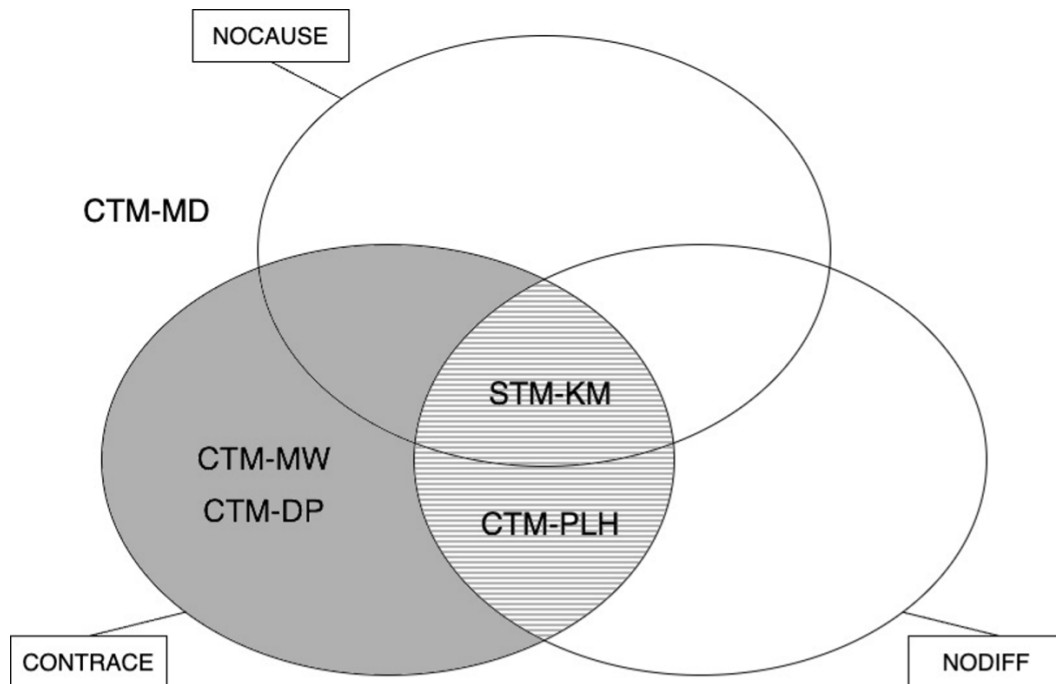 NOCAUSE
CTM-MD
STM-KM
CTM-MW
CTM-DP
CTM-PLH
CONTRACE
NODIFF